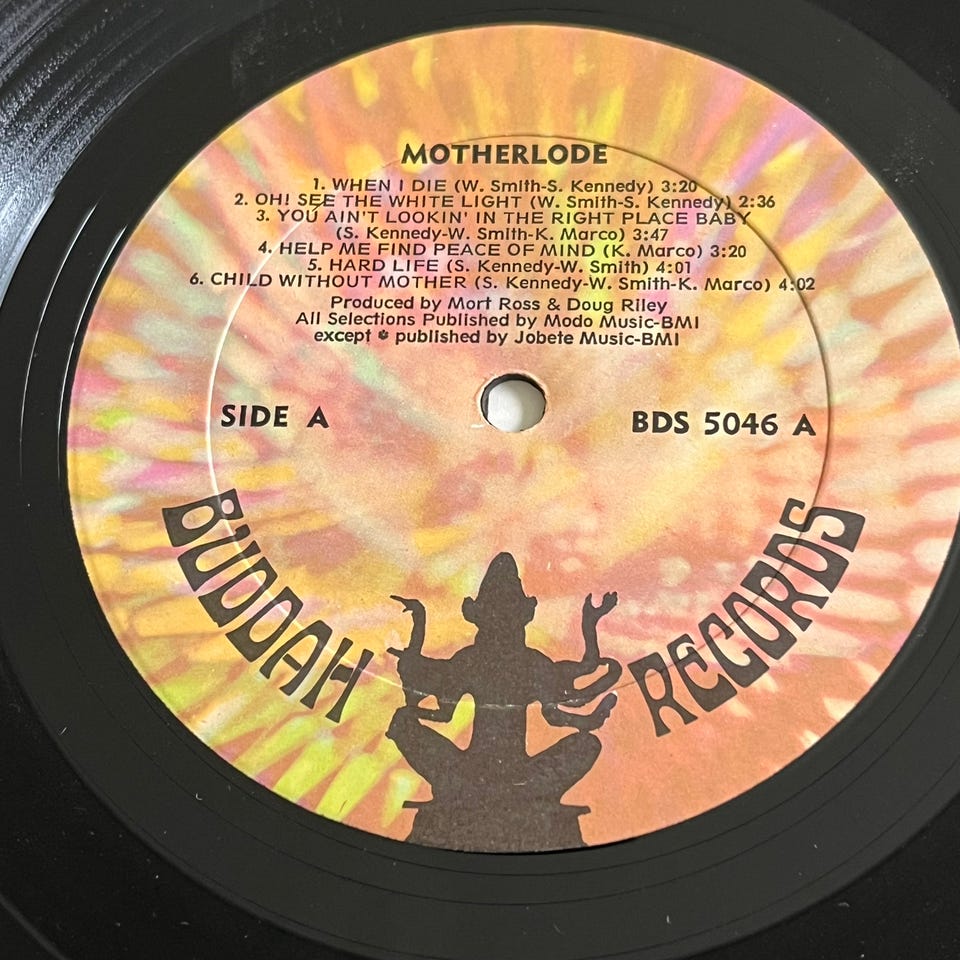 MOTHERLODE
1. WHEN I DIE (W. Smith-S. Kennedy) 3:20
2. OH! SEE THE WHITE LIGHT (W. Smith-S. Kennedy) 2:36
3. YOU AIN'T LOOKIN' IN THE RIGHT PLACE BABY
(S. Kennedy-W. Smith-K. Marco) 3:47
4. HELP ME FIND PEACE OF MIND (K. Marco) 3:20
5. HARD LIFE (S. Kennedy-W. Smith) 4:01
6. CHILD WITHOUT MOTHER (S. Kennedy-W. Smith-K. Marco) 4:02
Produced by Mort Ross & Doug Riley
All Selections Published by Modo Music-BMI
except * published by Jobete Music-BMI
SIDE A
BDS 5046 A
BUDDAH RECORDS